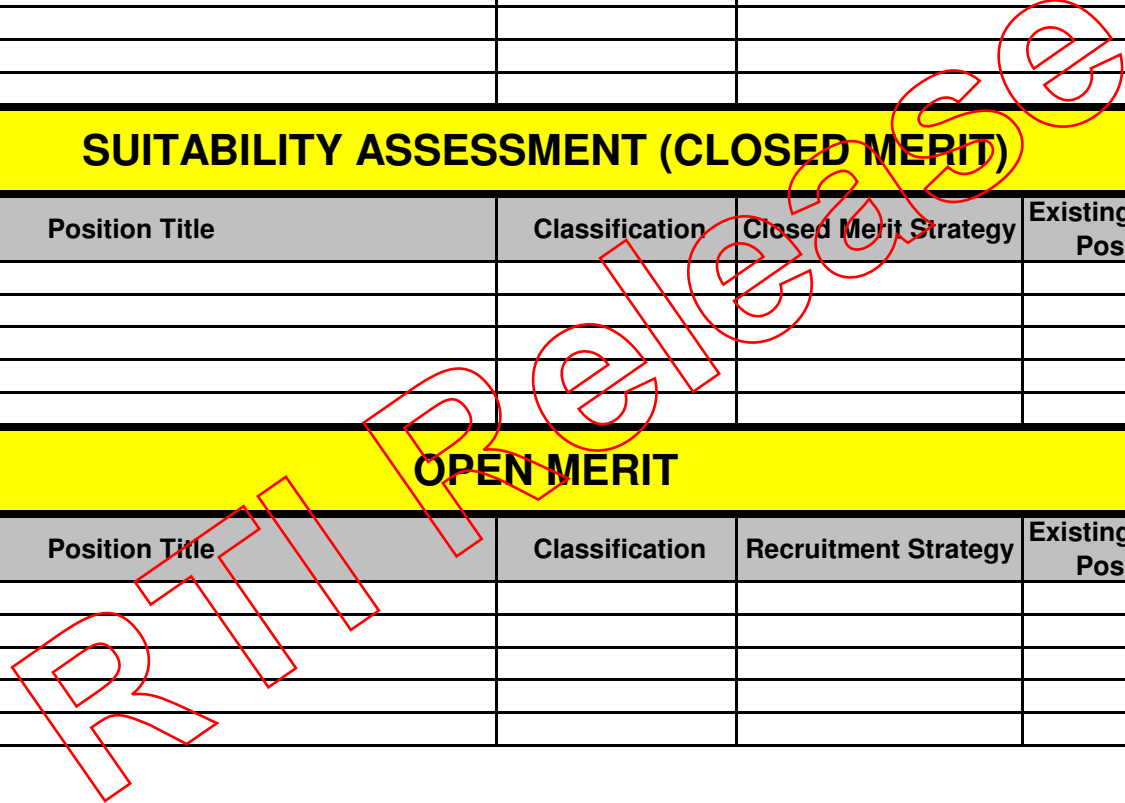 SUITABILITY ASSESSMENT (CLOSED MERIT)
Position Title Classification Closed Merit Strategy Existing
Pos
OPEN MERIT
Position Title Classification Recruitment Strategy Existing
Pos
RTI Release